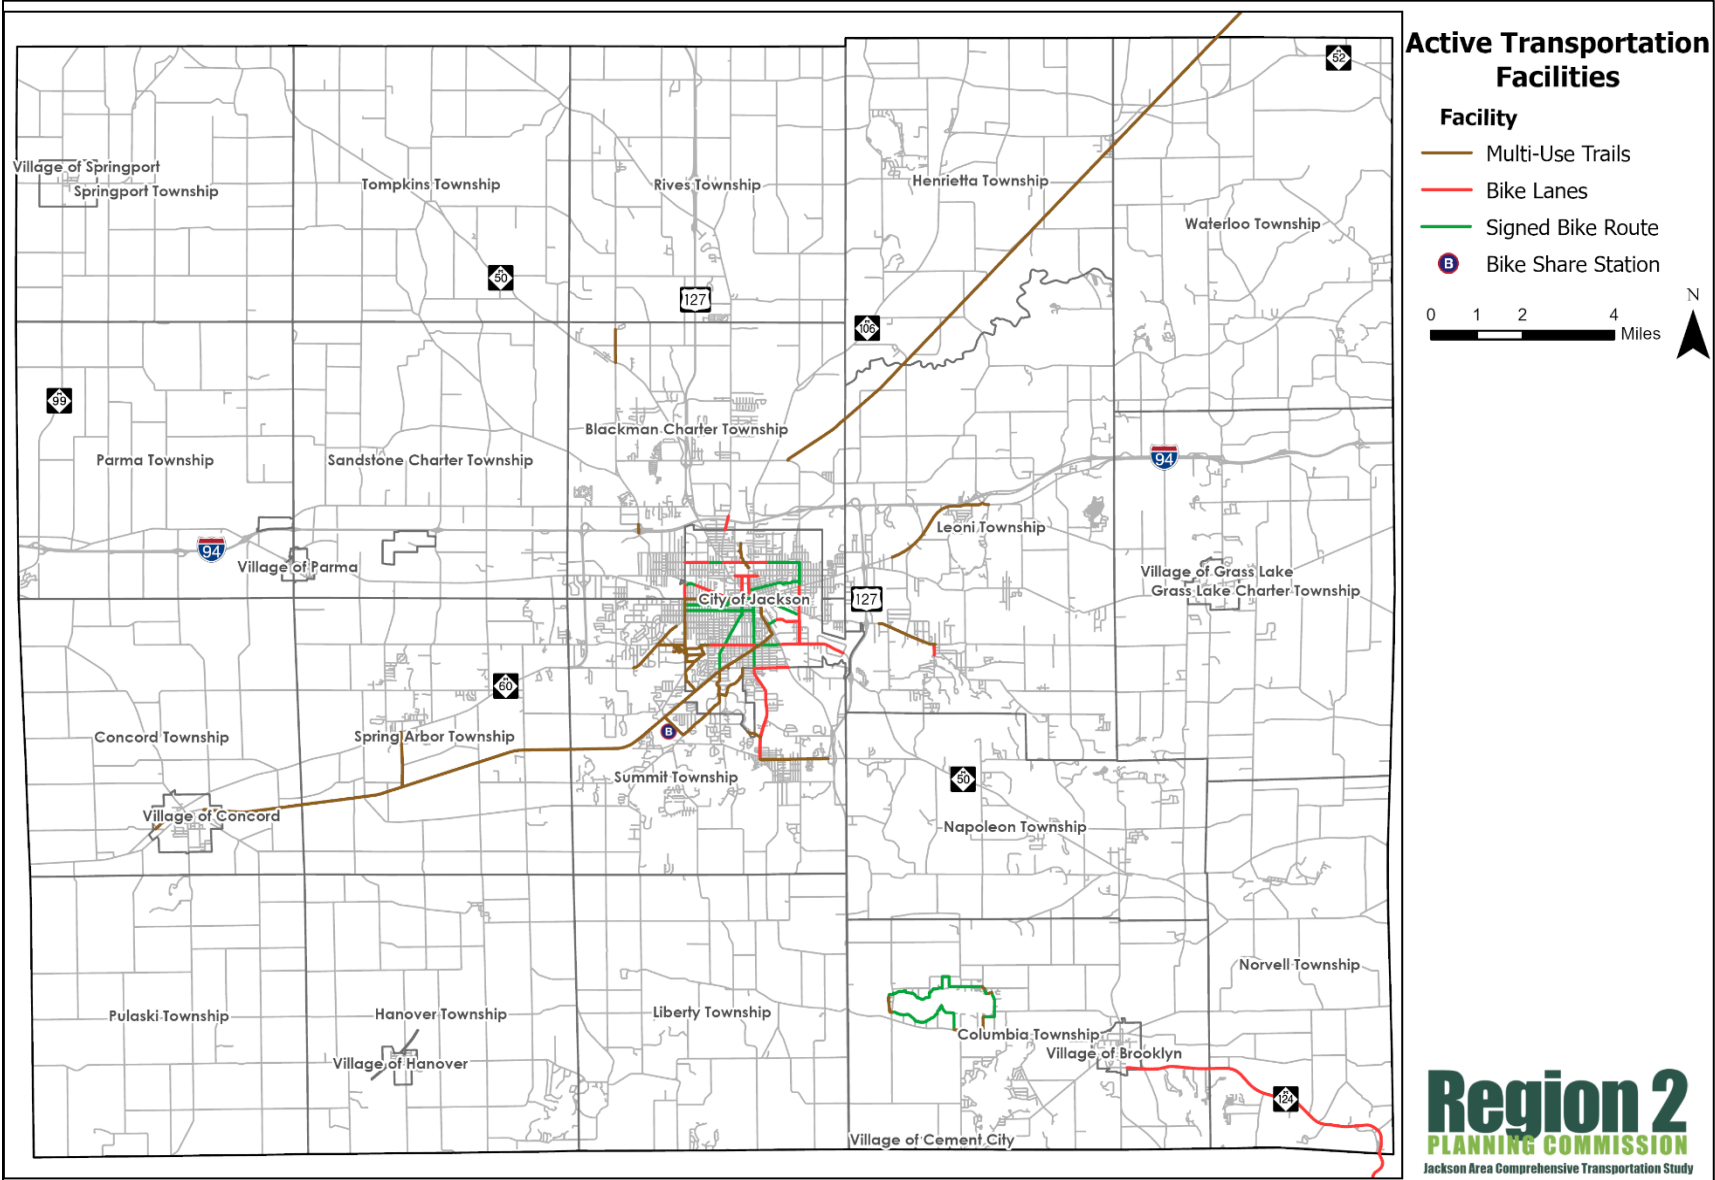 Active Transportation
Facilities
Facility
Multi-Use Trails
Bike Lanes
Signed Bike Route
B Bike Share Station
N
0 1 2 4
Miles
M 52
Village of Springport
Springport Township
Tompkins Township
Rives Township
Henrietta Township
Waterloo Township
M 50
127
M 106
M 99
Blackman Charter Township
Parma Township
Sandstone Charter Township
94
Leoni Township
94
Village of Parma
Village of Grass Lake
Grass Lake Charter Township
City of Jackson
127
M 60
Concord Township
Spring Arbor Township
B
Summit Township
M 50
Village of Concord
Napoleon Township
Norvell Township
Pulaski Township
Hanover Township
Liberty Township
Columbia Township
Village of Brooklyn
Village of Hanover
M 124
Village of Cement City
Region 2
PLANNING COMMISSION
Jackson Area Comprehensive Transportation Study